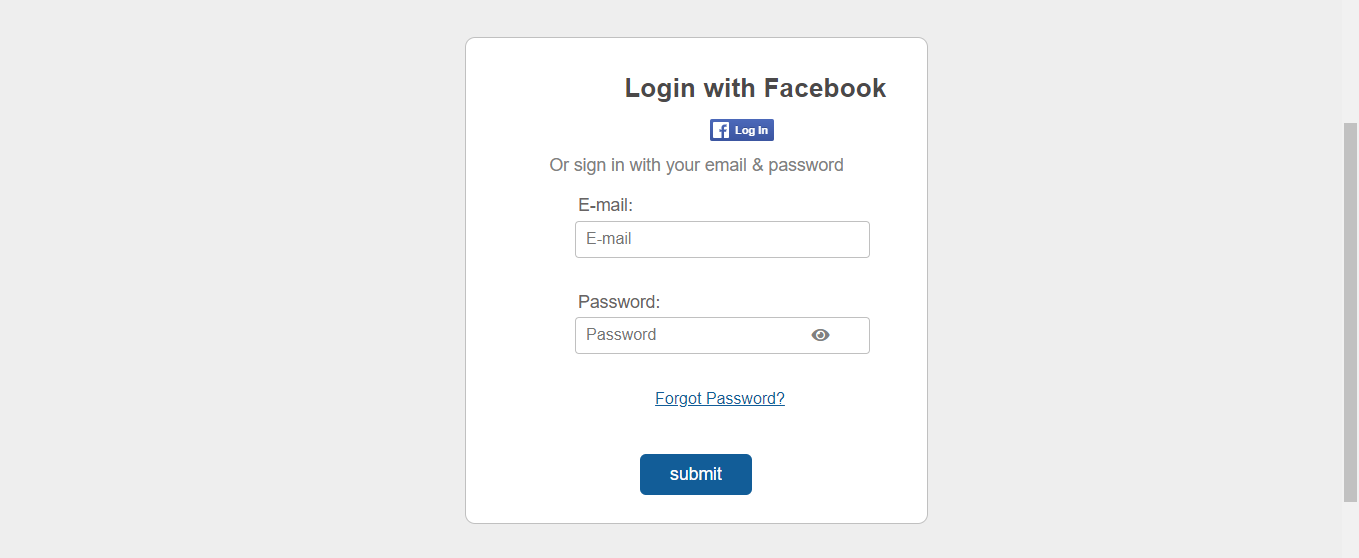 Login with Facebook
f Log In
Or sign in with your email & password
E-mail:
E-mail
Password:
Password
Forgot Password?
submit